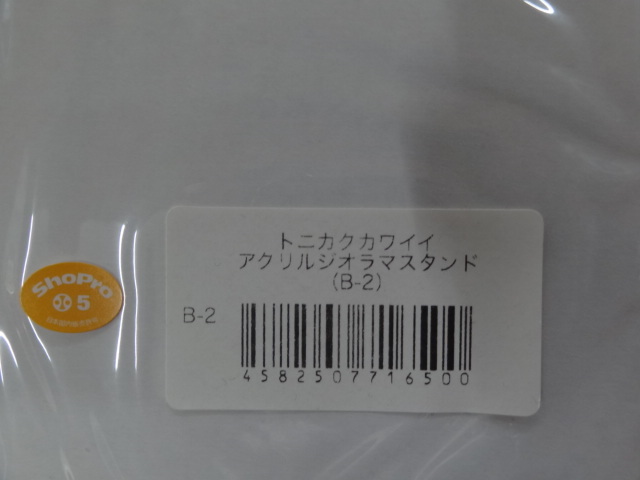 トニカクカワイイ
アクリルジオラマスタンド
(B-2)
B-2
4582507716500
ShoPro
5